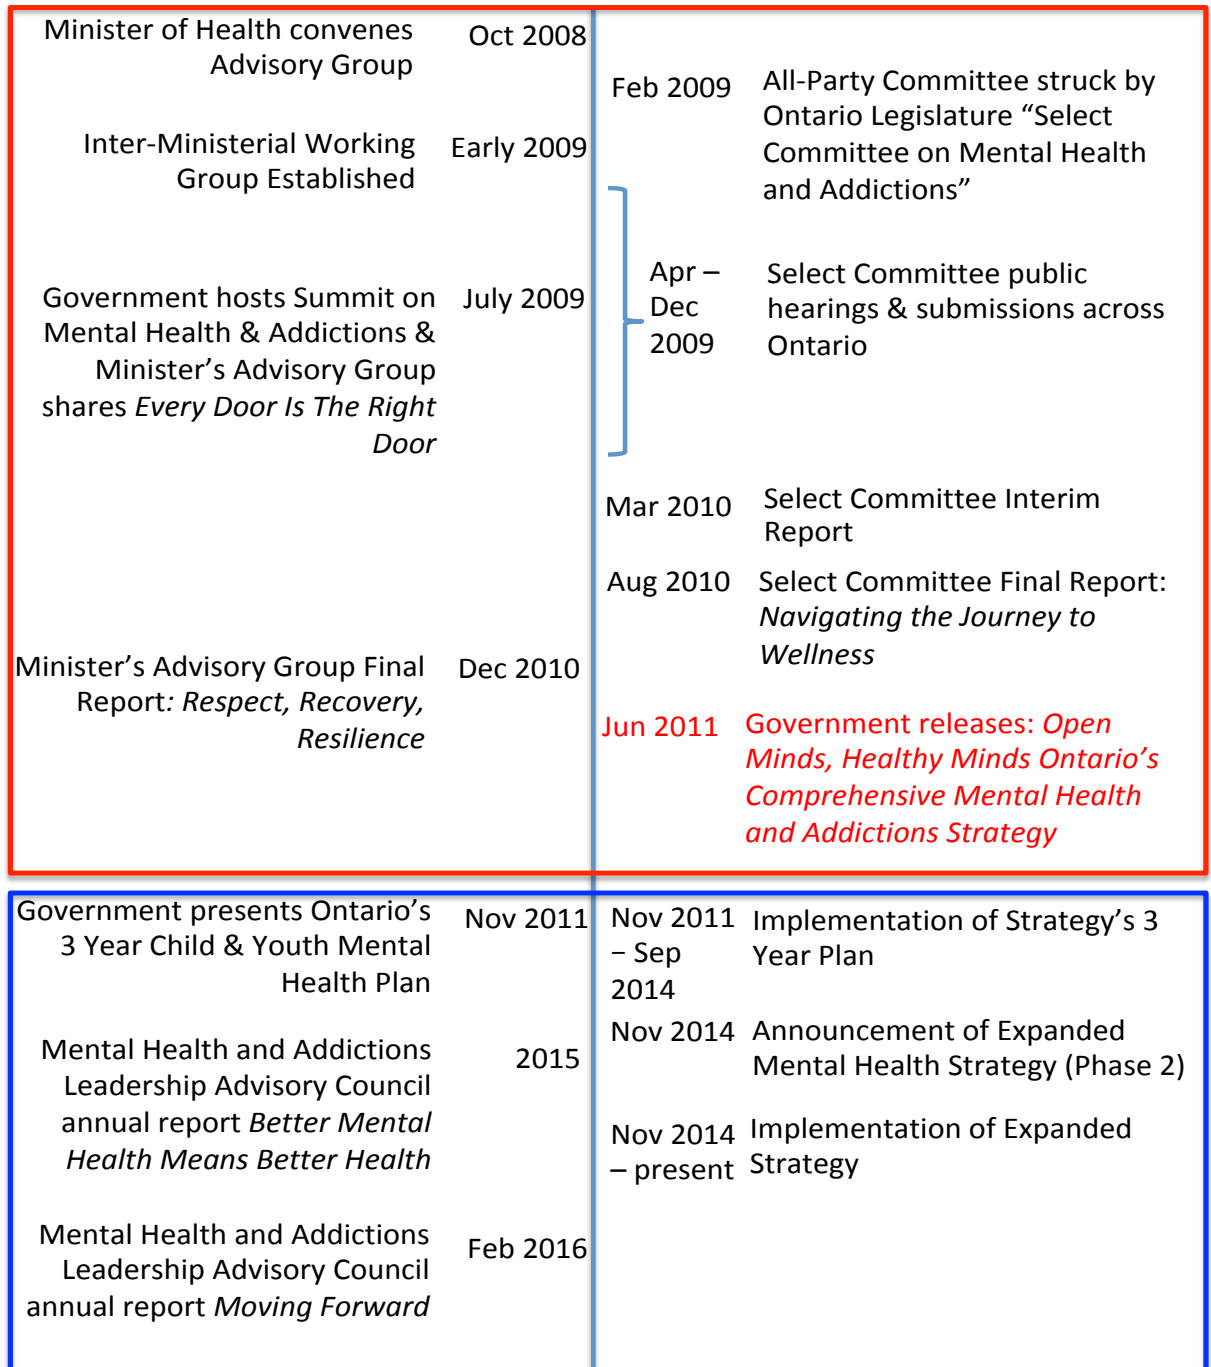 Minister of Health convenes
Advisory Group
Oct 2008
Feb 2009
All-Party Committee struck by
Ontario Legislature “Select
Committee on Mental Health
and Addictions”
Inter-Ministerial Working
Group Established
Early 2009
Apr –
Dec
2009
Select Committee public
hearings & submissions across
Ontario
Government hosts Summit on
Mental Health & Addictions &
Minister’s Advisory Group
shares Every Door Is The Right
Door
July 2009
Mar 2010
Select Committee Interim
Report
Aug 2010
Select Committee Final Report:
Navigating the Journey to
Wellness
Minister’s Advisory Group Final
Report: Respect, Recovery,
Resilience
Dec 2010
Jun 2011
Government releases: Open
Minds, Healthy Minds Ontario’s
Comprehensive Mental Health
and Addictions Strategy
Government presents Ontario’s
3 Year Child & Youth Mental
Health Plan
Nov 2011
Nov 2011
– Sep
2014
Implementation of Strategy’s 3
Year Plan
Nov 2014
Announcement of Expanded
Mental Health Strategy (Phase 2)
Mental Health and Addictions
Leadership Advisory Council
annual report Better Mental
Health Means Better Health
2015
Nov 2014
– present
Implementation of Expanded
Strategy
Mental Health and Addictions
Leadership Advisory Council
annual report Moving Forward
Feb 2016